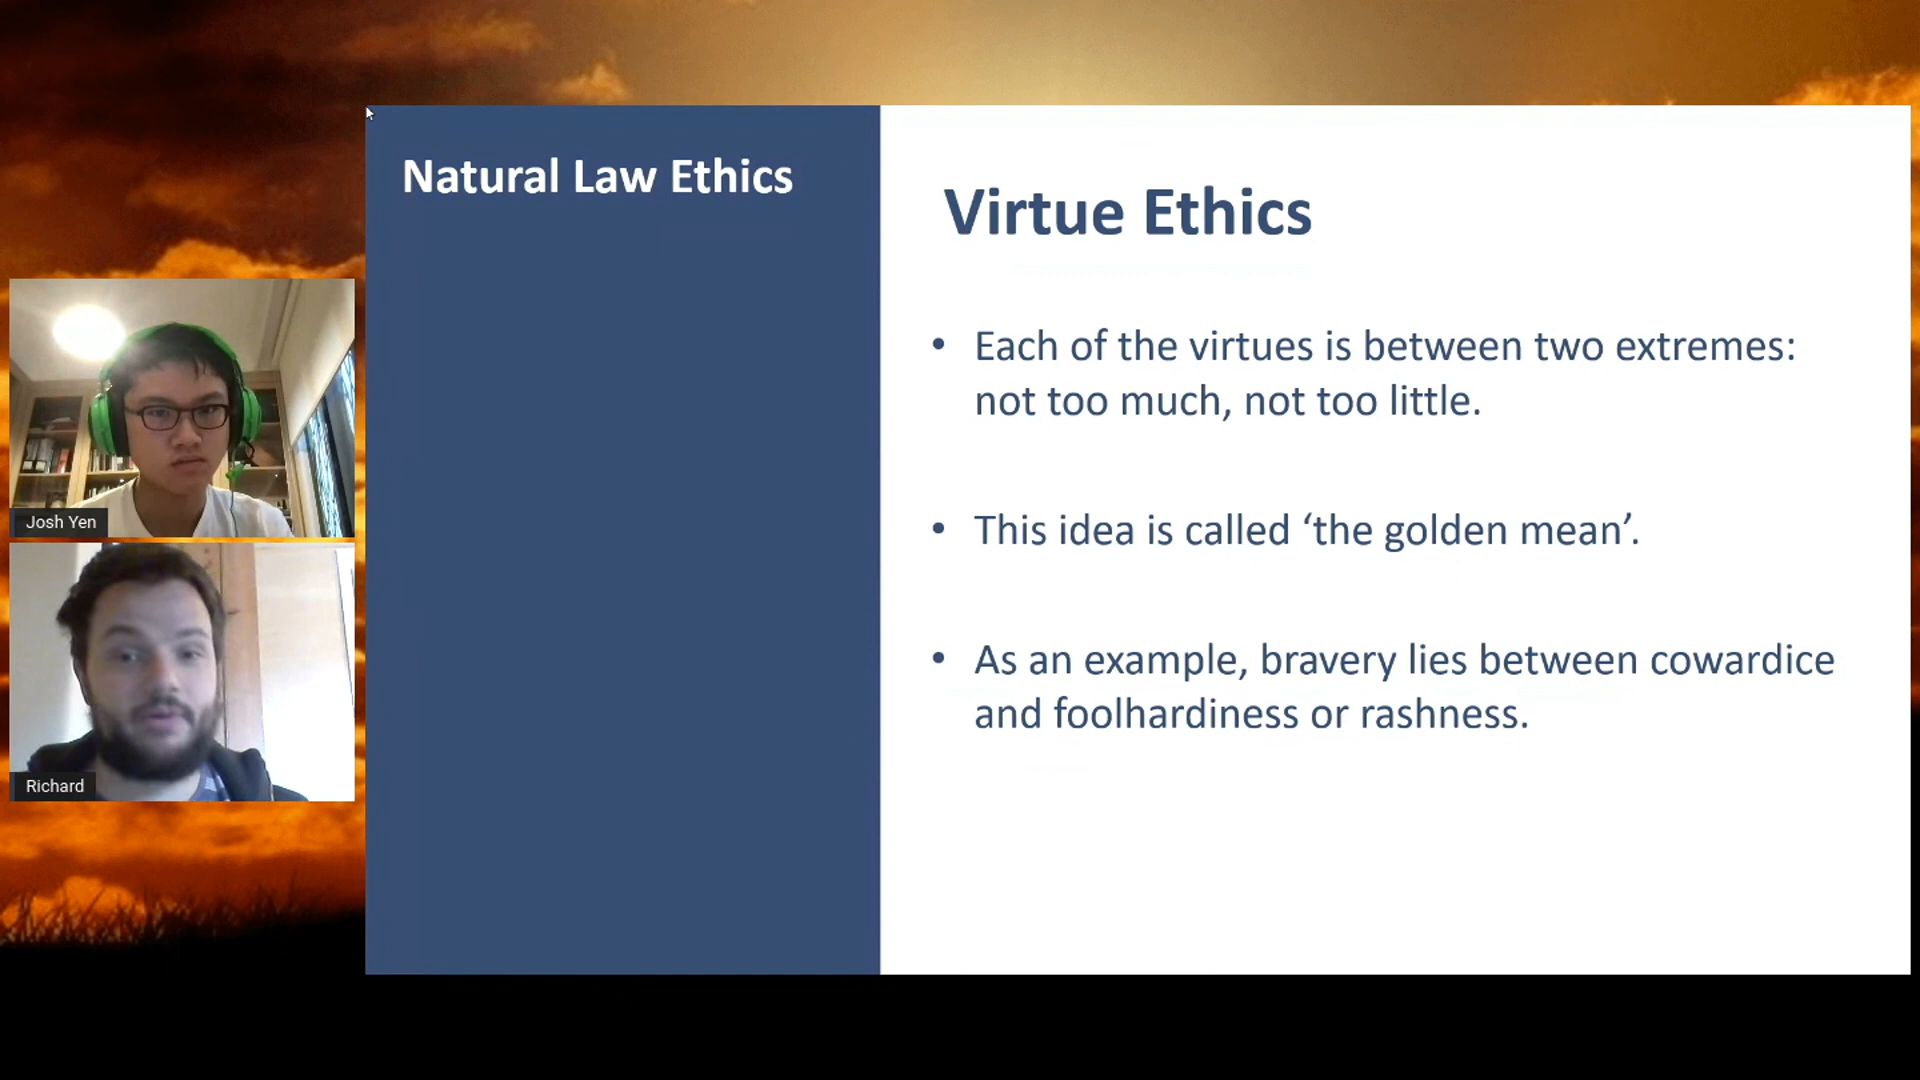 Natural Law Ethics
Virtue Ethics
• Each of the virtues is between two extremes:
not too much, not too little.
• This idea is called ‘the golden mean’.
• As an example, bravery lies between cowardice
and foolhardiness or rashness.
Josh Yen
Richard